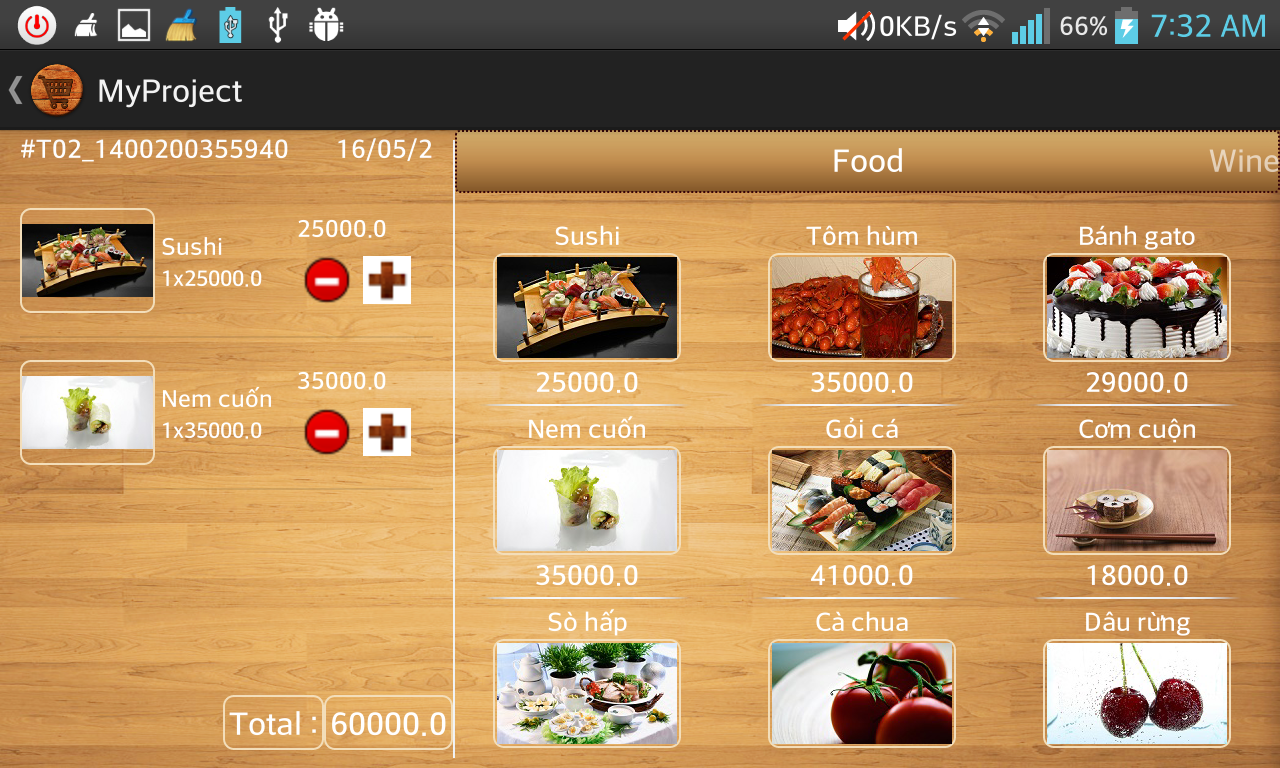 0KB/s 66% 7:32 AM
MyProject
#T02_1400200355940 16/05/2
Sushi
1x25000.0
25000.0
Nem cuốn
1x35000.0
35000.0
Total : 60000.0
Food Wine
Sushi Tôm hùm Bánh gato
25000.0 35000.0 29000.0
Nem cuốn Gỏi cá Cơm cuộn
35000.0 41000.0 18000.0
Sò hấp Cà chua Dâu rừng